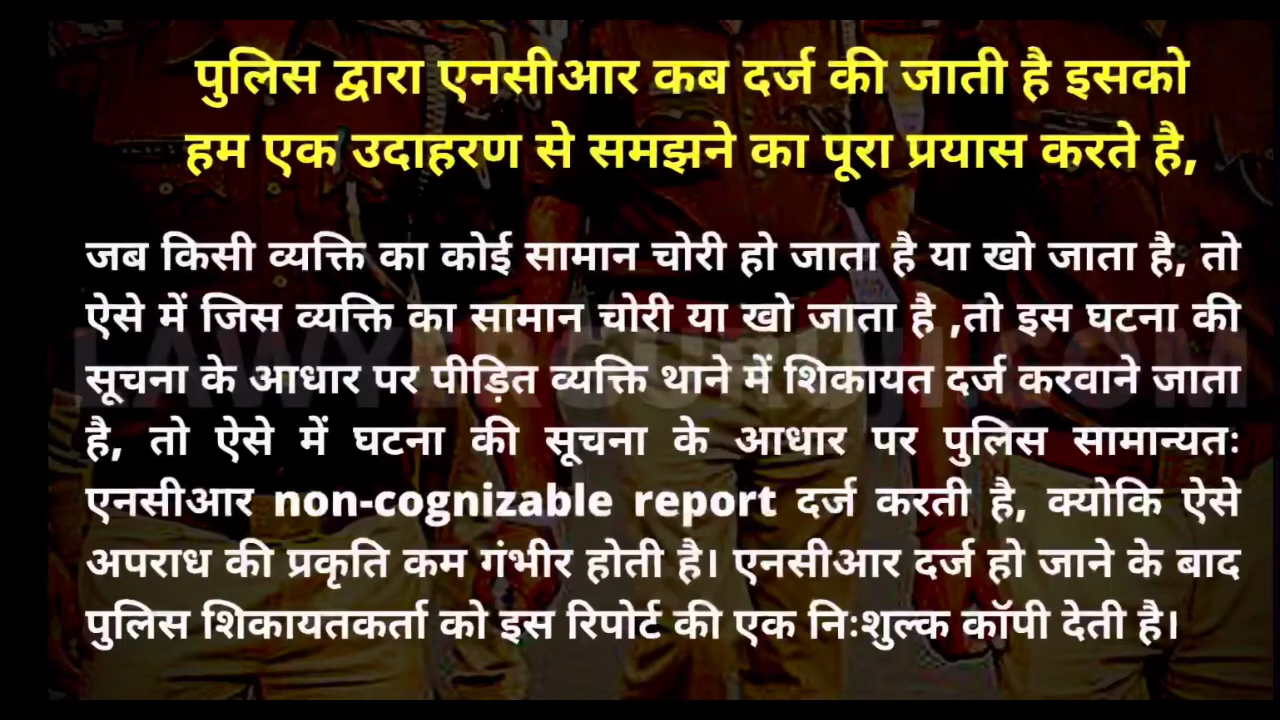 पुलिस द्वारा एनसीआर कब दर्ज की जाती है इसको
हम एक उदाहरण से समझने का पूरा प्रयास करते है,
जब किसी व्यक्ति का कोई सामान चोरी हो जाता है या खो जाता है, तो
ऐसे में जिस व्यक्ति का सामान चोरी या खो जाता है ,तो इस घटना की
सूचना के आधार पर पीड़ित व्यक्ति थाने में शिकायत दर्ज करवाने जाता
है, तो ऐसे में घटना की सूचना के आधार पर पुलिस सामान्यतः
एनसीआर non-cognizable report दर्ज करती है, क्योकि ऐसे
अपराध की प्रकृति कम गंभीर होती है। एनसीआर दर्ज हो जाने के बाद
पुलिस शिकायतकर्ता को इस रिपोर्ट की एक निःशुल्क कॉपी देती है।
LAWYERGURUJI.COM